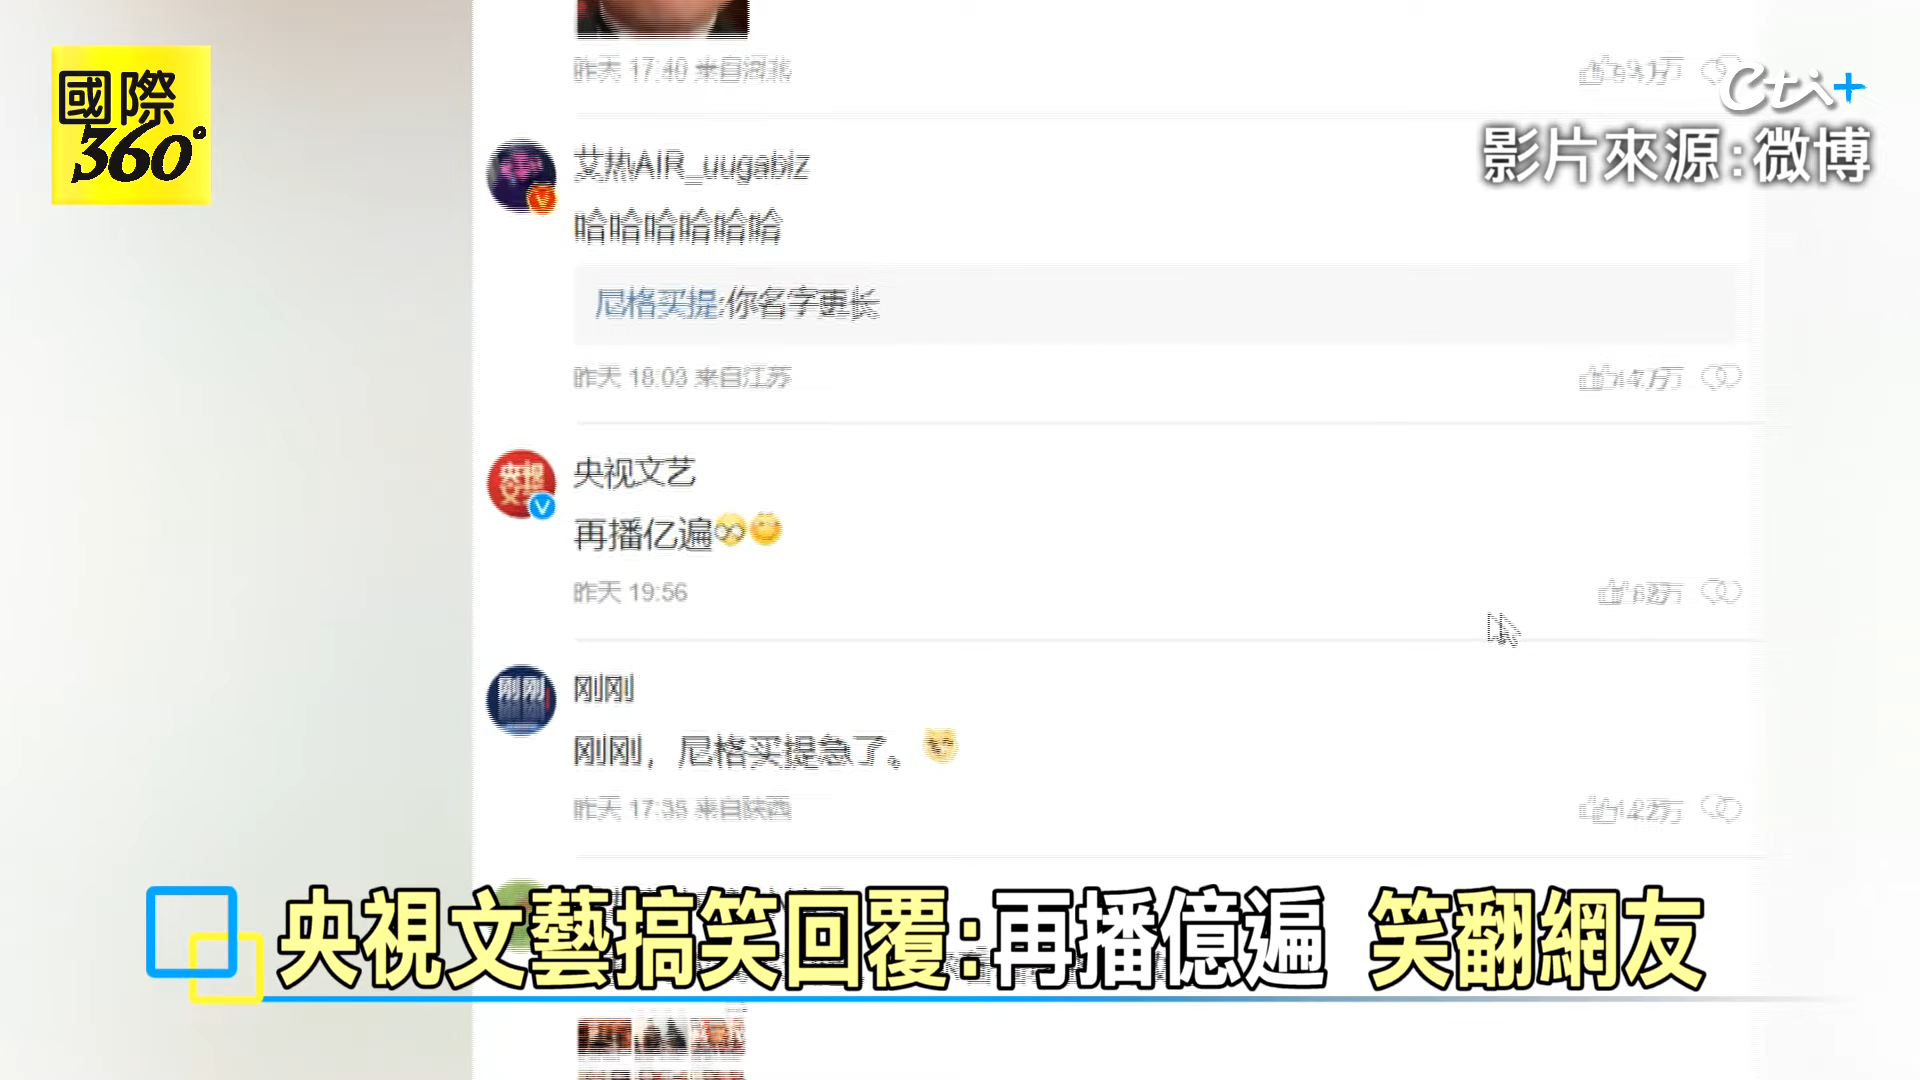 國際
360°
Cti+
影片來源:微博
昨天 17:40 来自河北
艾热AIR_uugabiz
哈哈哈哈哈哈
尼格买提:你名字更长
昨天 18:03 来自江苏
央视文艺
再播亿遍
昨天 19:56
刚刚
刚刚，尼格买提急了。
昨天 17:35 来自陕西
央視文藝搞笑回覆:再播億遍 笑翻網友